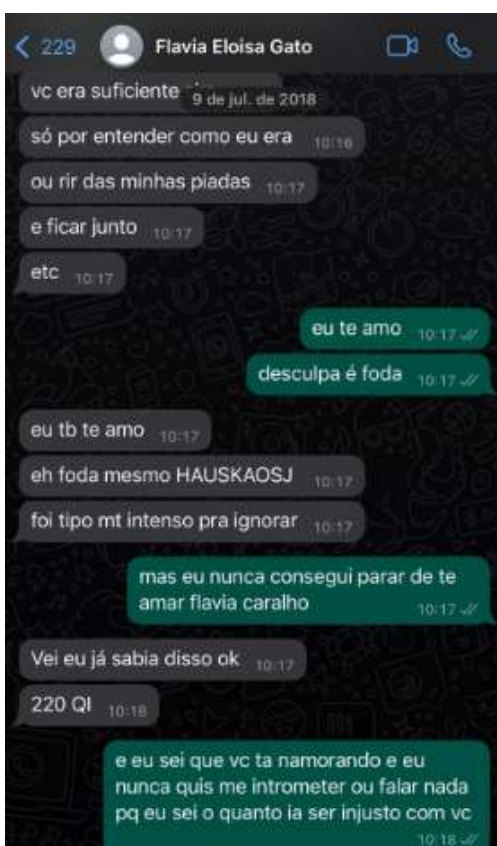 229
Flavia Eloisa Gato
vc era suficiente
9 de jul. de 2018
só por entender como eu era 10:16
ou rir das minhas piadas 10:17
e ficar junto 10:17
etc 10:17
eu te amo 10:17
desculpa é foda 10:17
eu tb te amo 10:17
eh foda mesmo HAUSKAOSJ 10:17
foi tipo mt intenso pra ignorar 10:17
mas eu nunca consegui parar de te
amar flavia caralho 10:17
Vei eu já sabia disso ok 10:17
220 QI 10:18
e eu sei que vc ta namorando e eu
nunca quis me intrometer ou falar nada
pq eu sei o quanto ia ser injusto com vc
10:18